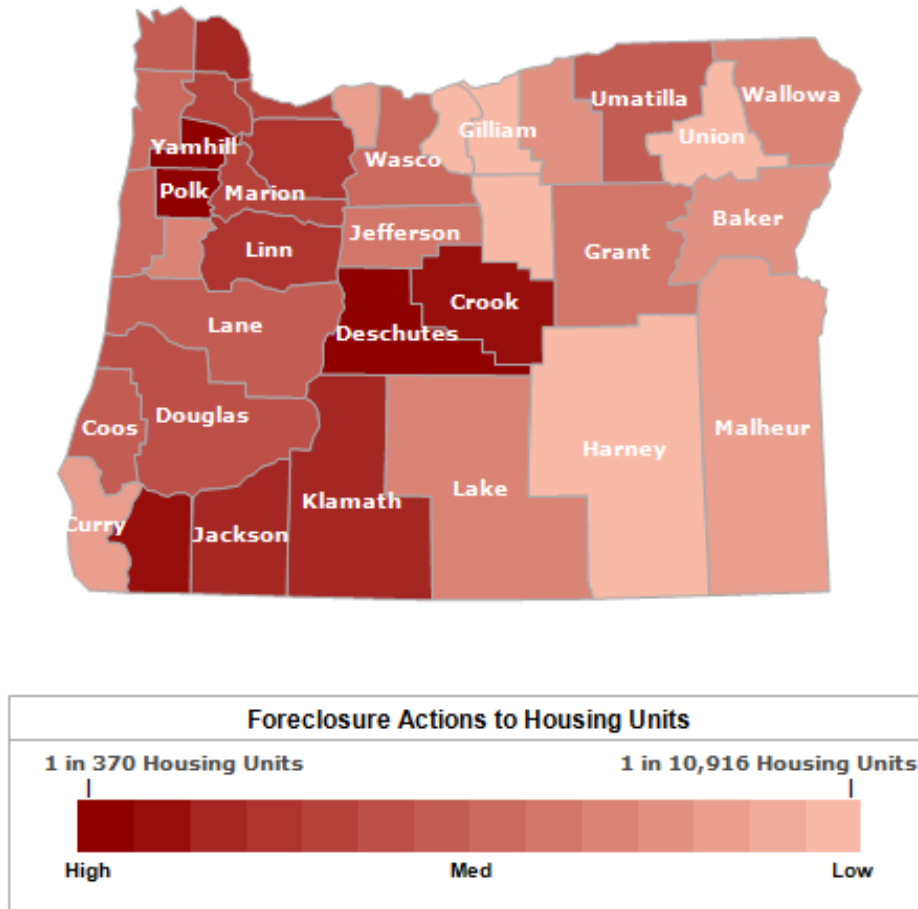 Umatilla
Wallowa
Gilliam
Union
Yamhill
Wasco
Polk
Marion
Baker
Jefferson
Linn
Grant
Crook
Lane
Deschutes
Douglas
Coos
Malheur
Harney
Lake
Klamath
Curry
Jackson
Foreclosure Actions to Housing Units
1 in 370 Housing Units
1 in 10,916 Housing Units
High
Med
Low